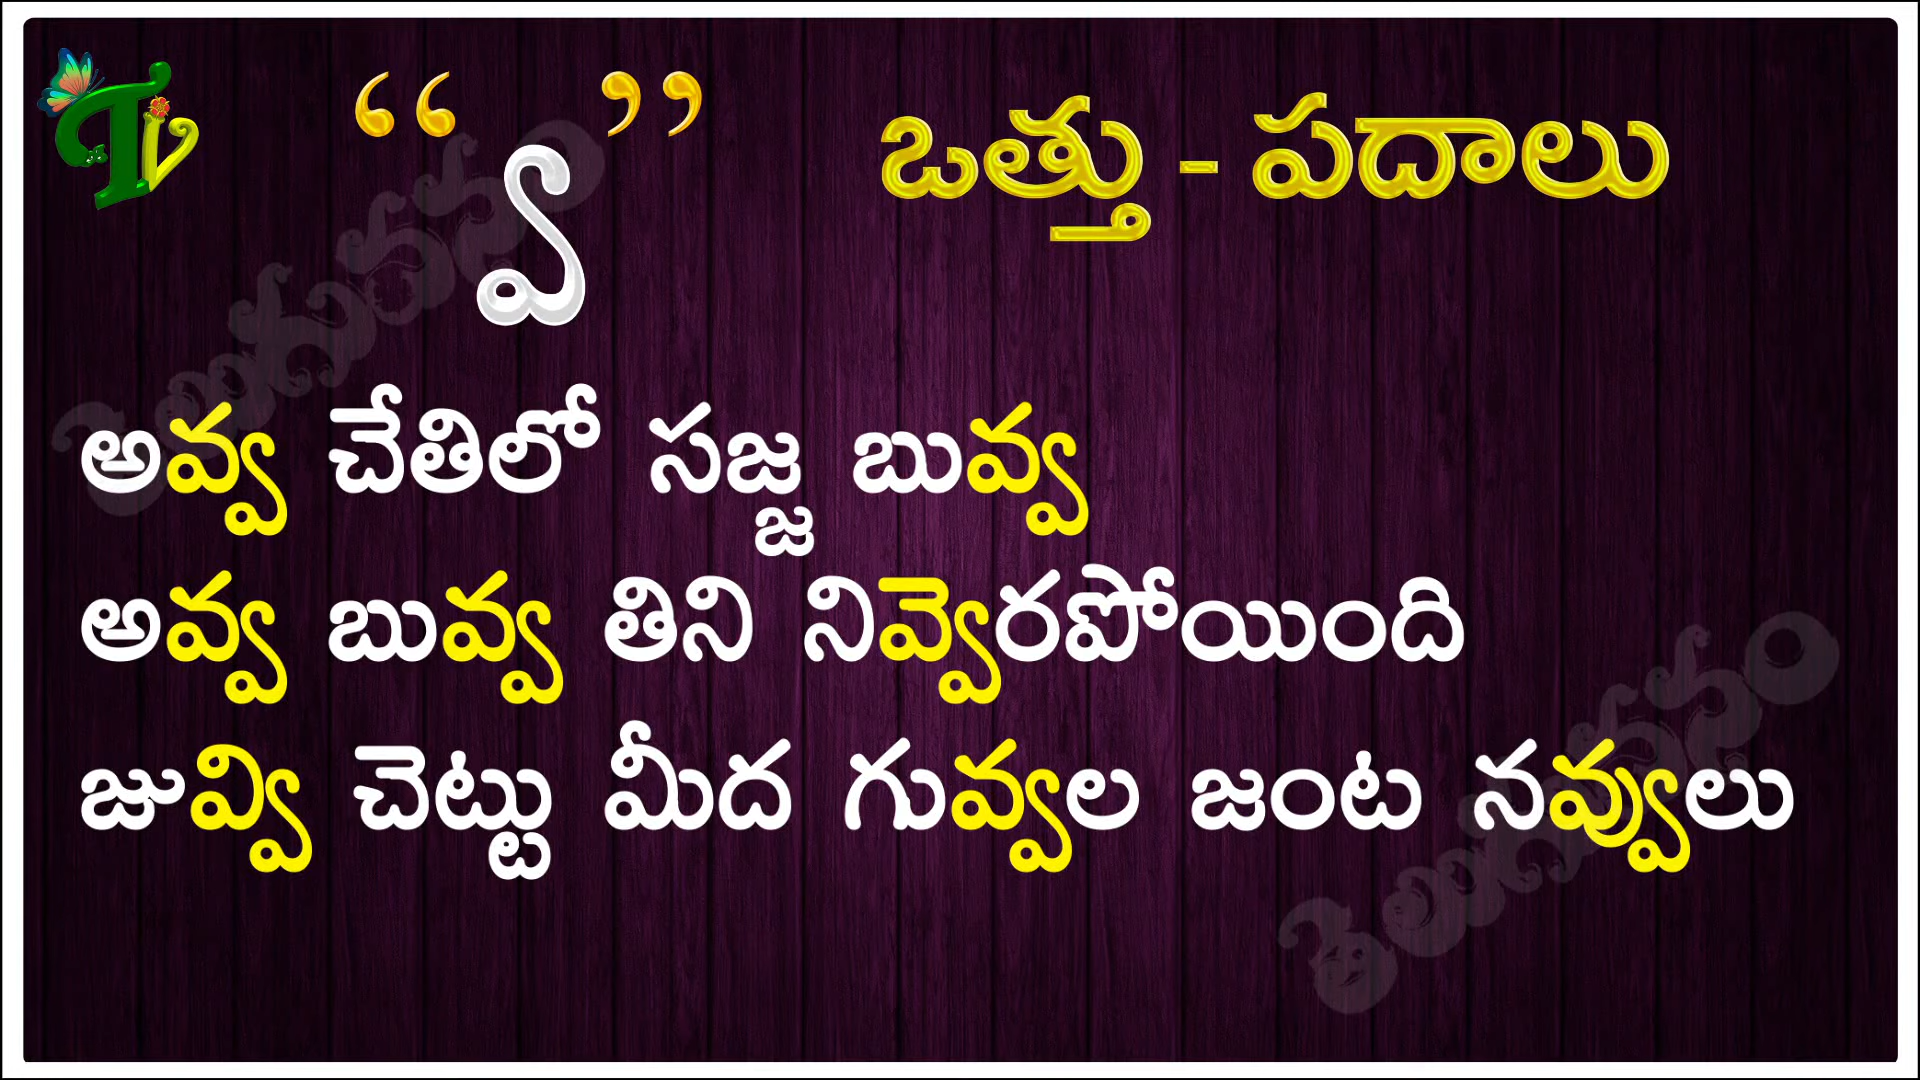 “ ్వ ” ఒత్తు - పదాలు
అవ్వ చేతిలో సజ్జ బువ్వ
అవ్వ బువ్వ తిని నివ్వెరపోయింది
జువ్వి చెట్టు మీద గువ్వల జంట నవ్వులు